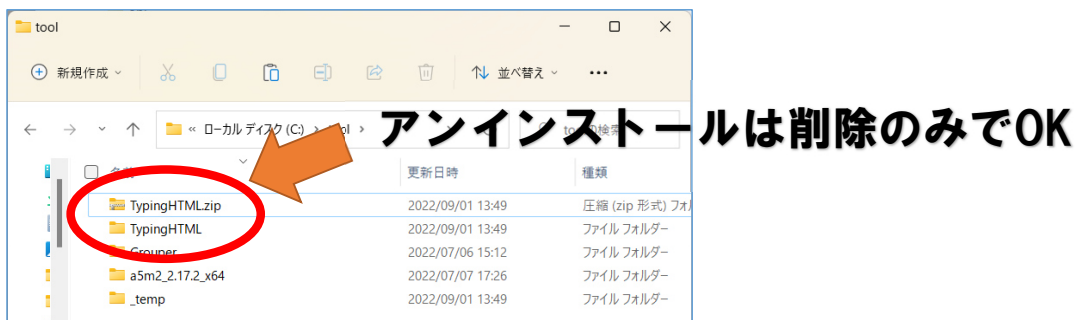 tool
新規作成
並べ替え
ローカル ディスク (C:)
アンインストールは削除のみでOK
更新日時
種類
TypingHTML.zip
2022/09/01 13:49
圧縮 (zip 形式) フォル
TypingHTML
2022/09/01 13:49
ファイル フォルダー
Grouper
2022/07/06 15:12
ファイル フォルダー
a5m2_2.17.2_x64
2022/07/07 17:26
ファイル フォルダー
_temp
2022/09/01 13:49
ファイル フォルダー